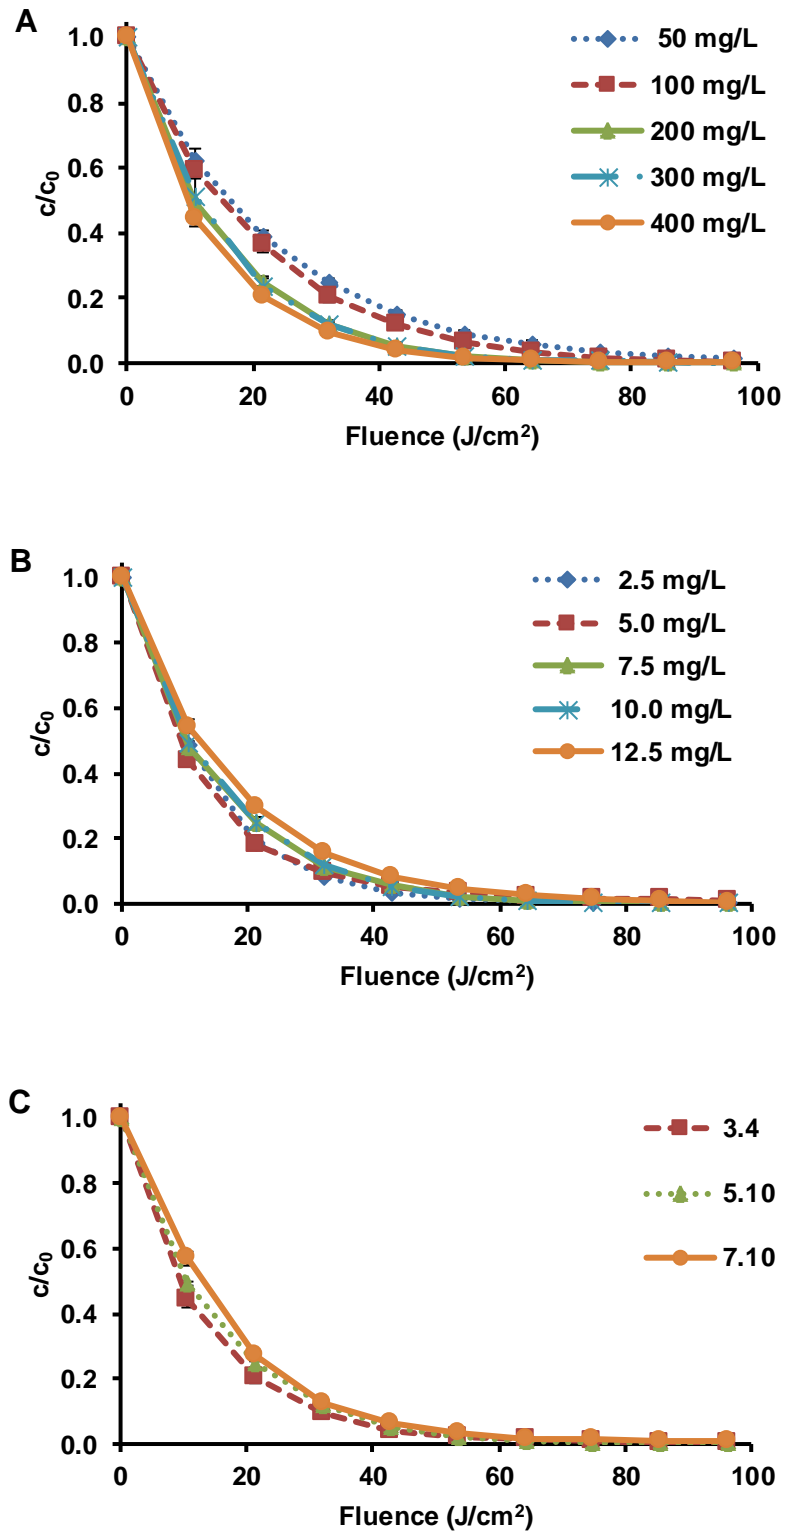 A
1.0
0.8
0.6
0.4
0.2
0.0
c/c₀
0 20 40 60 80 100
Fluence (J/cm²)
50 mg/L
100 mg/L
200 mg/L
300 mg/L
400 mg/L
B
1.0
0.8
0.6
0.4
0.2
0.0
c/c₀
0 20 40 60 80 100
Fluence (J/cm²)
2.5 mg/L
5.0 mg/L
7.5 mg/L
10.0 mg/L
12.5 mg/L
C
1.0
0.8
0.6
0.4
0.2
0.0
c/c₀
0 20 40 60 80 100
Fluence (J/cm²)
3.4
5.10
7.10